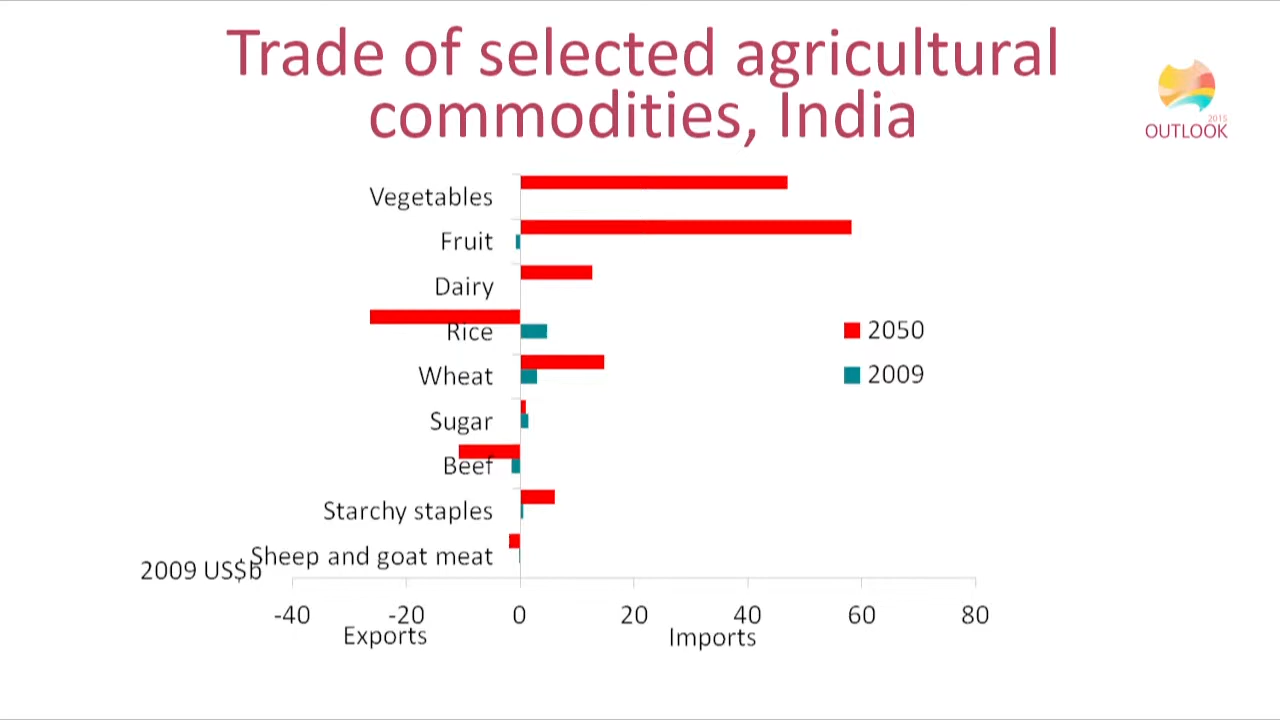 Trade of selected agricultural
commodities, India
2015
OUTLOOK
Vegetables
Fruit
Dairy
Rice
Wheat
Sugar
Beef
Starchy staples
Sheep and goat meat
2009 US$b
2050
2009
-40 -20 0 20 40 60 80
Exports Imports